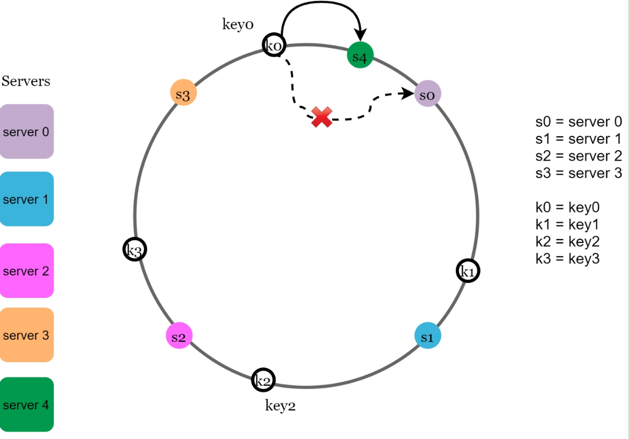 key0
k0
s4
s3
s0
Servers
server 0
server 1
server 2
server 3
server 4
s0 = server 0
s1 = server 1
s2 = server 2
s3 = server 3
k0 = key0
k1 = key1
k2 = key2
k3 = key3
k3
k1
s2
s1
k2
key2